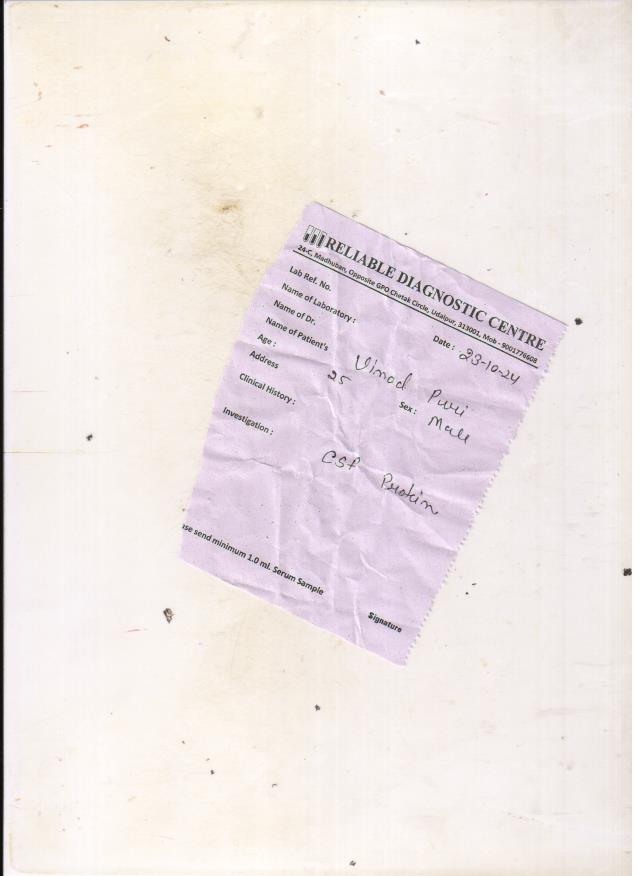 RELIABLE DIAGNOSTIC CENTRE
24-C, Madhuban, Opposite GPO Chetak Circle, Udaipur, 313001, Mob - 9001776608
Lab Ref. No.
Name of Laboratory :
Date : 23-10-24
Name of Dr.
Name of Patient's Vinod Puri
Age : 25 Sex : Male
Address
Clinical History :
Investigation : CSF Protein
ase send minimum 1.0 ml. Serum Sample
Signature